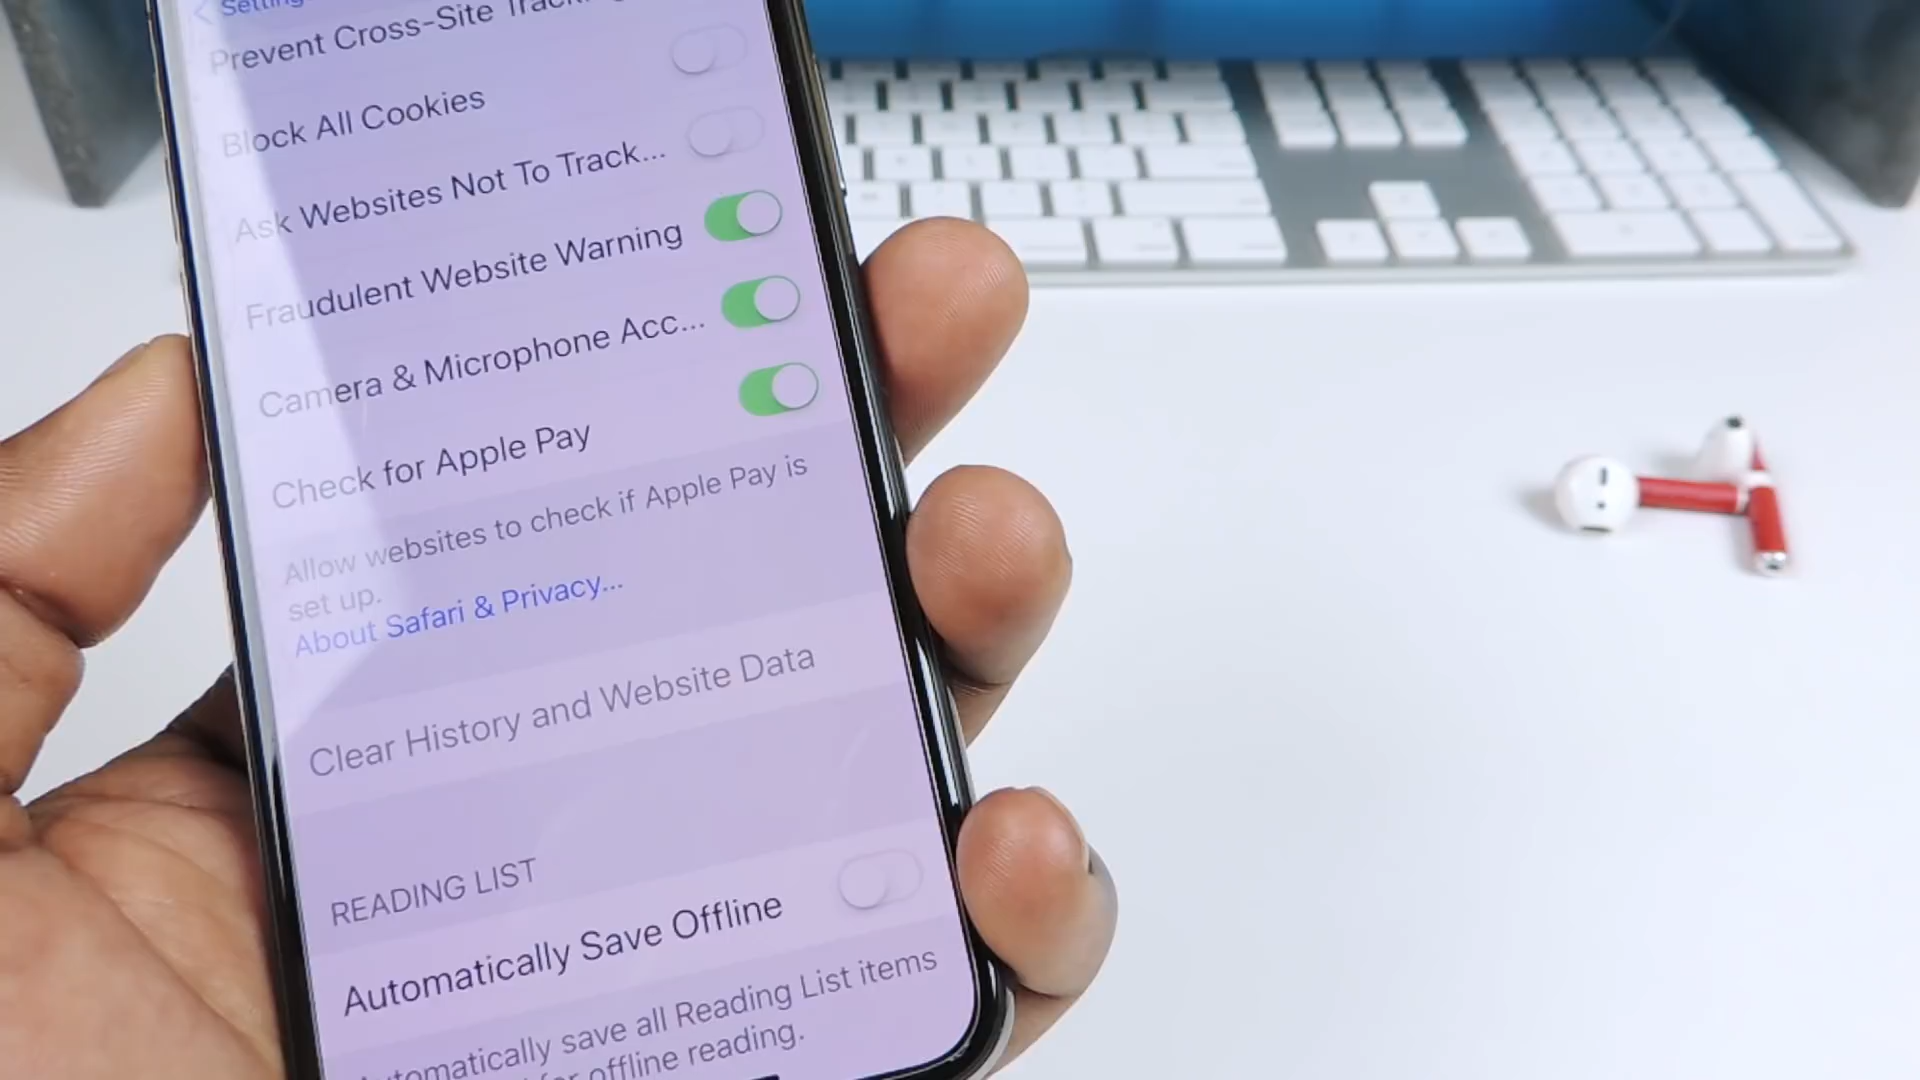 Prevent Cross-Site
Block All Cookies
Ask Websites Not To Track...
Fraudulent Website Warning
Camera & Microphone Acc...
Check for Apple Pay
Allow websites to check if Apple Pay is
set up.
About Safari & Privacy...
Clear History and Website Data
READING LIST
Automatically Save Offline
Automatically save all Reading List items
offline reading.